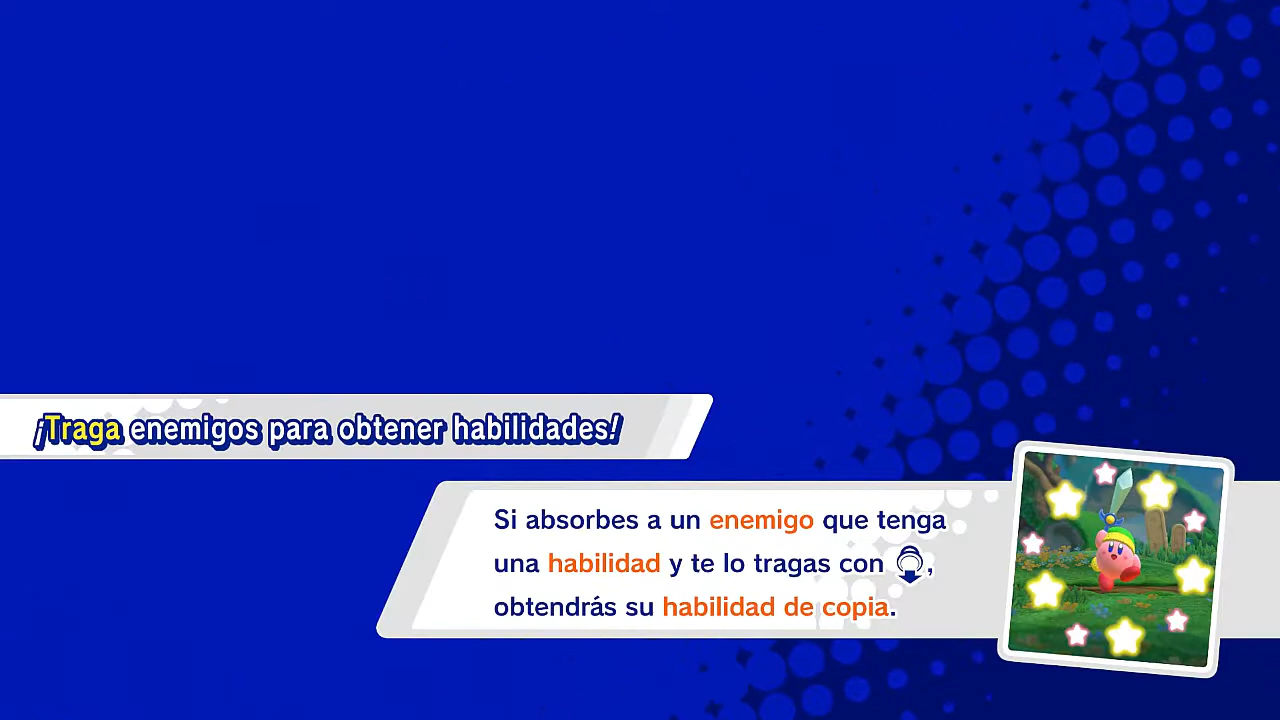 ¡Traga enemigos para obtener habilidades!
Si absorbes a un enemigo que tenga
una habilidad y te lo tragas con ,
obtendrás su habilidad de copia.